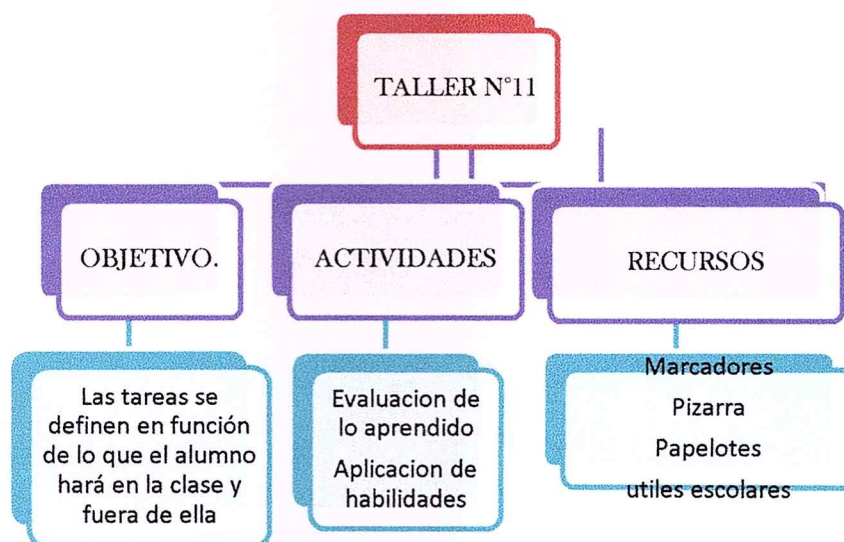 TALLER N°11
OBJETIVO.
ACTIVIDADES
RECURSOS
Las tareas se
definen en función
de lo que el alumno
hará en la clase y
fuera de ella
Evaluacion de
lo aprendido
Aplicacion de
habilidades
Marcadores
Pizarra
Papelotes
utiles escolares